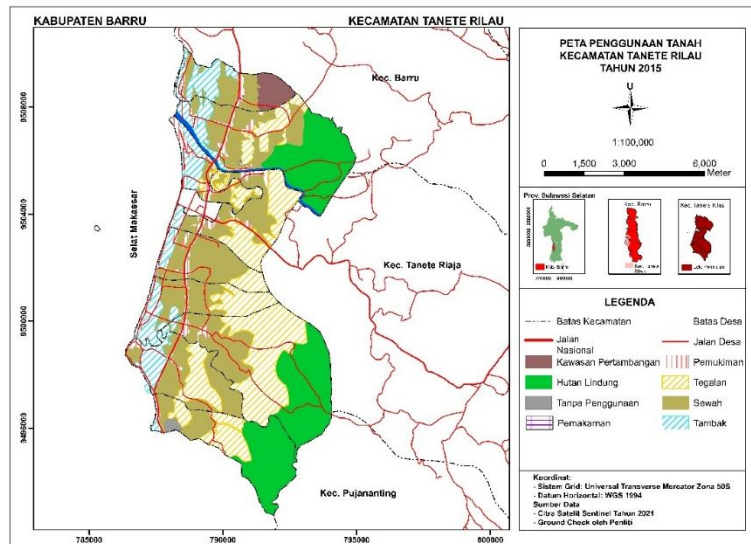 KABUPATEN BARRU
KECAMATAN TANETE RILAU
Kec. Barru
Selat Makassar
Kec. Tanete Riaja
Kec. Pujananting
9508000
9504000
9500000
9496000
785000
790000
795000
800000
PETA PENGGUNAAN TANAH
KECAMATAN TANETE RILAU
TAHUN 2015
U
1:100,000
0 1,500 3,000 6,000
Meter
Prov. Sulawesi Selatan
Kec. Tanete Rilau
LEGENDA
Batas Kecamatan
Batas Desa
Jalan
Nasional
Jalan Desa
Kawasan Pertambangan
Pemukiman
Hutan Lindung
Tegalan
Tanpa Penggunaan
Sawah
Pemakaman
Tambak
Koordinat:
- Sistem Grid: Universal Transverse Mercator Zona 50S
- Datum Horizontal: WGS 1994
Sumber Data
- Citra Satelit Sentinel Tahun 2021
- Ground Check oleh Penliti